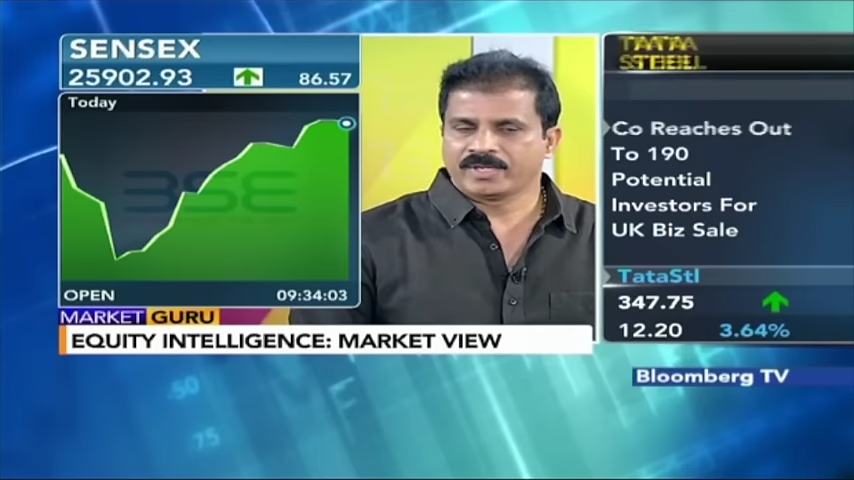 SENSEX
25902.93 86.57
Today
BSE
OPEN 09:34:03
MARKET GURU
EQUITY INTELLIGENCE: MARKET VIEW
STEEL
Co Reaches Out
To 190
Potential
Investors For
UK Biz Sale
TataStl
347.75
12.20 3.64%
Bloomberg TV
50
75